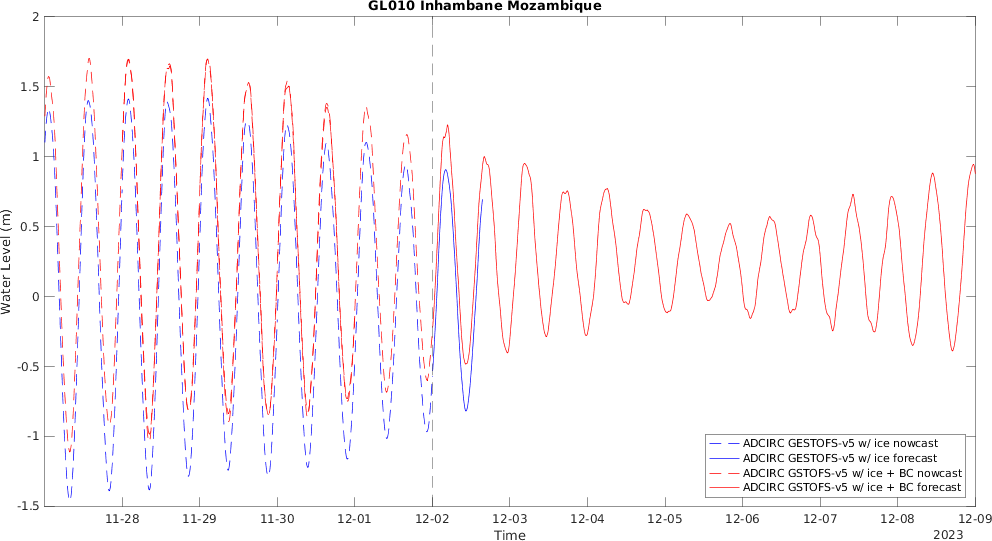 GL010 Inhambane Mozambique
2
1.5
1
0.5
0
-0.5
-1
-1.5
Water Level (m)
11-28 11-29 11-30 12-01 12-02 12-03 12-04 12-05 12-06 12-07 12-08 12-09
Time
2023
ADCIRC GESTOFS-v5 w/ ice nowcast
ADCIRC GESTOFS-v5 w/ ice forecast
ADCIRC GSTOFS-v5 w/ ice + BC nowcast
ADCIRC GSTOFS-v5 w/ ice + BC forecast